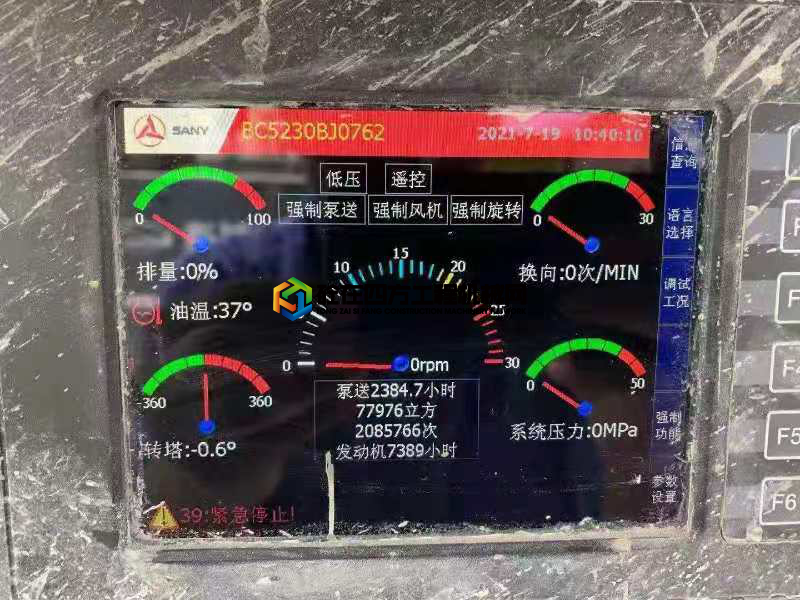 SANY BC5230BJ0762 2021-7-19 10:40:10
信息
查询
低压 遥控
强制泵送 强制风机 强制旋转
0 100
0 30
语言
选择
排量:0%
换向:0次/MIN
调试
工况
油温:37°
0 10 15 20 25 30
0rpm
-360 360
转塔:-0.6°
泵送2384.7小时
77976立方
2085766次
发动机7389小时
0 50
系统压力:0MPa
强制
功能
参数
设置
39:紧急停止!
F5
F6